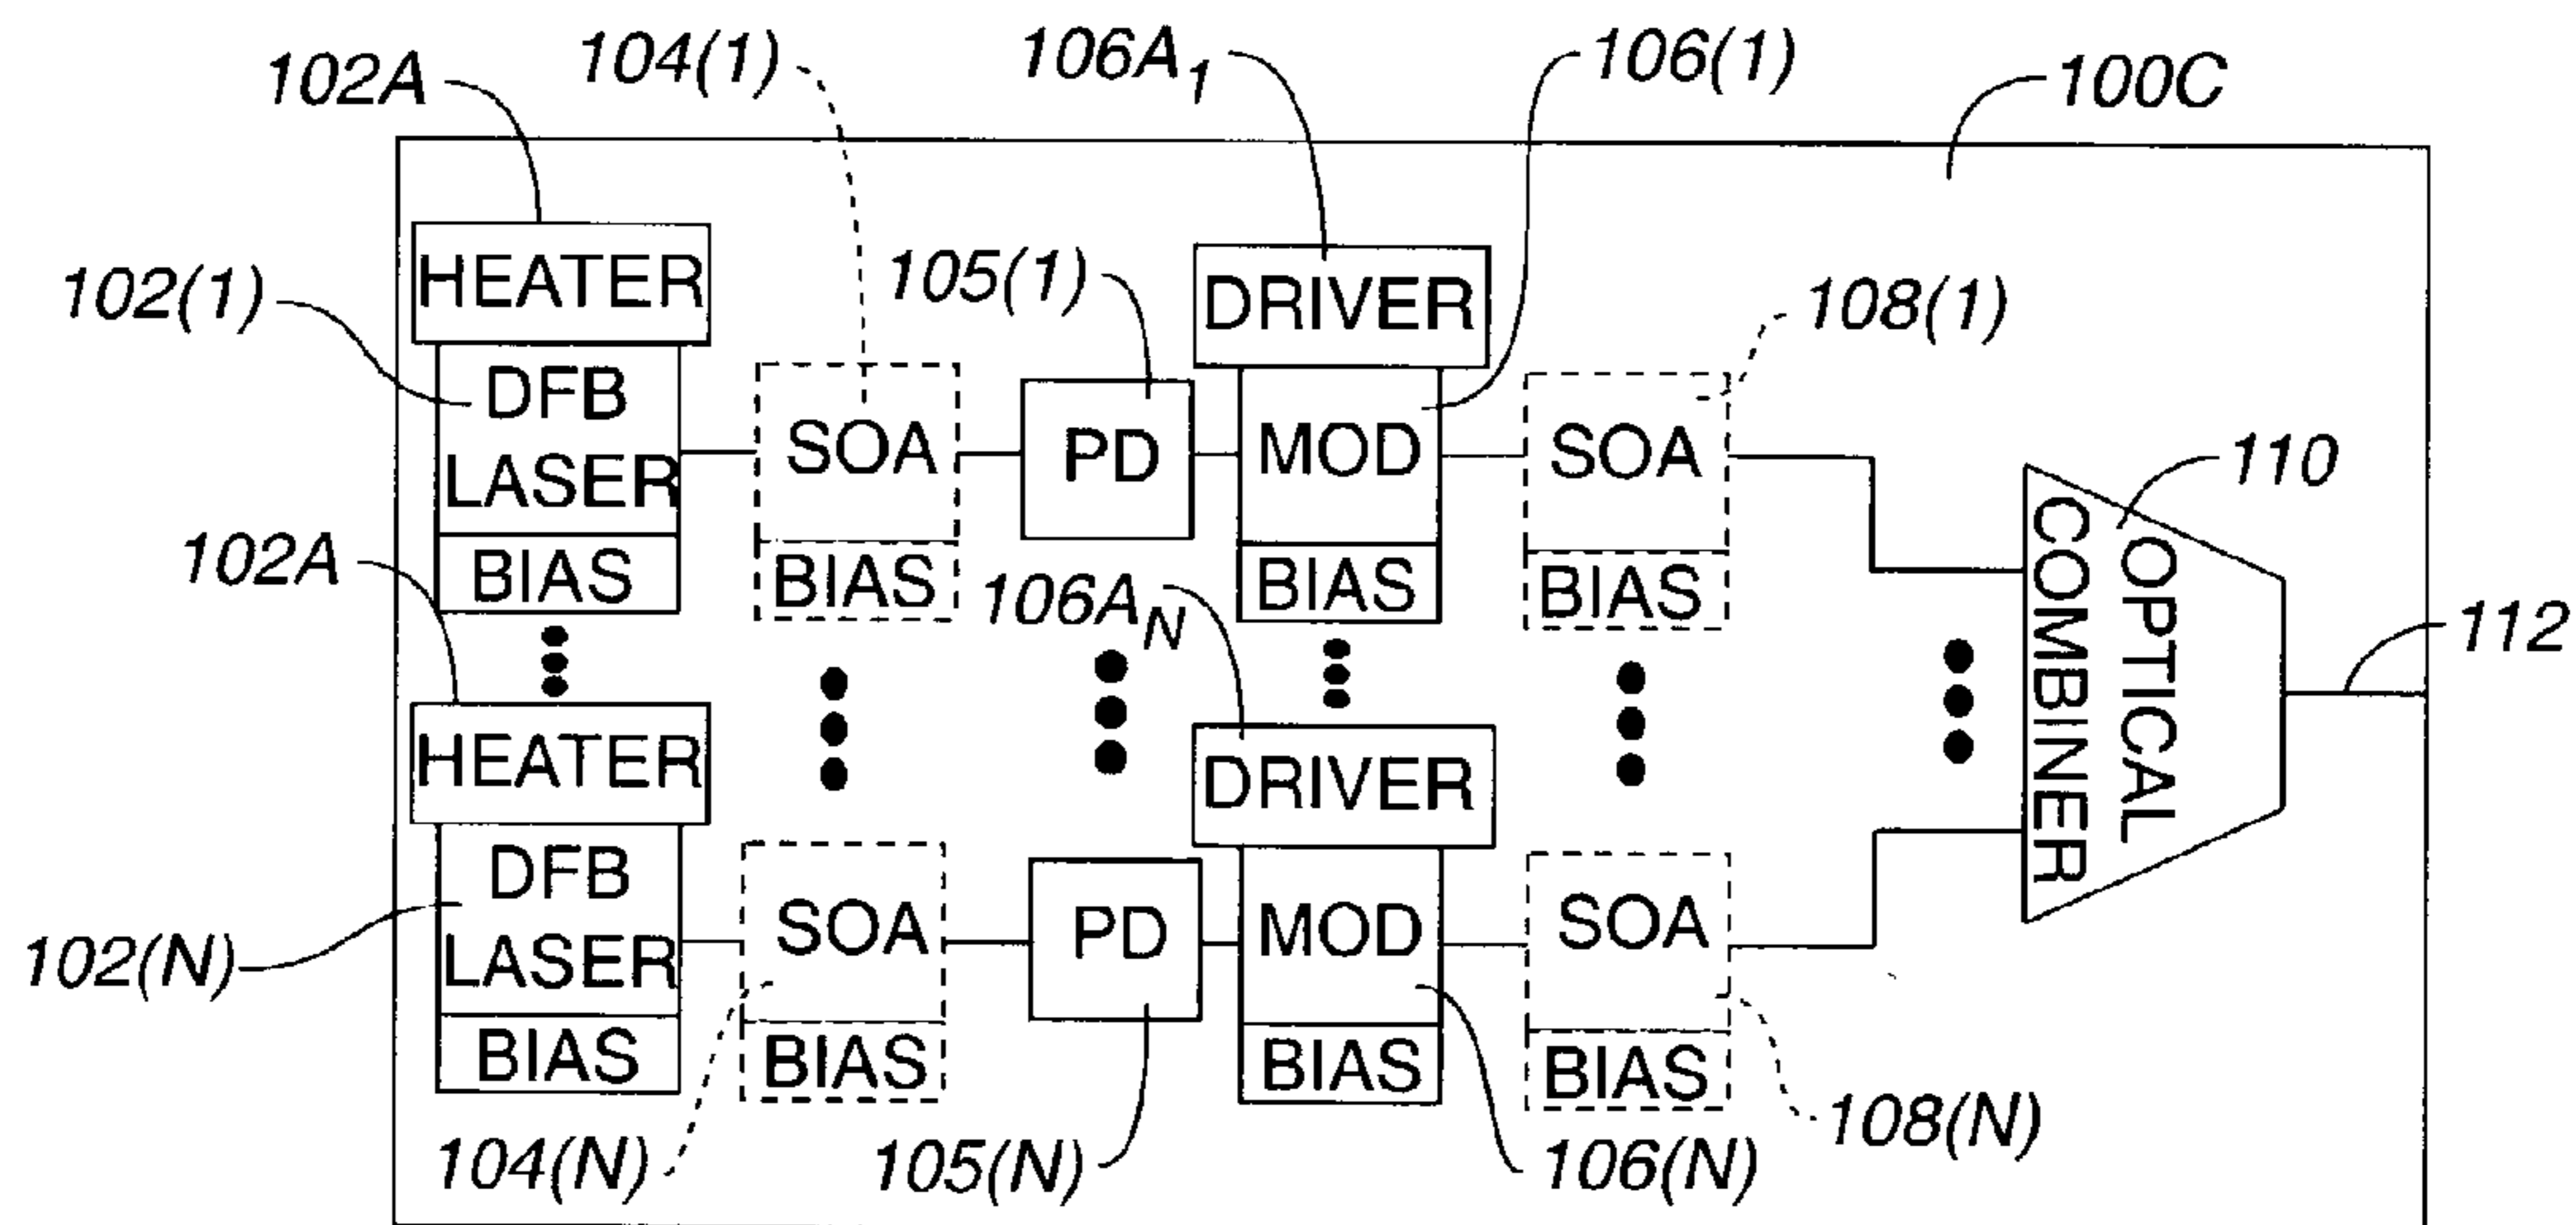 104(1)
106A1
106(1)
102A
100C
HEATER
102(1)
105(1)
DRIVER
108(1)
DFB
LASER
BIAS
SOA
BIAS
PD
MOD
BIAS
SOA
BIAS
110
OPTICAL
COMBINER
102A
106AN
112
HEATER
DRIVER
DFB
LASER
BIAS
SOA
BIAS
PD
MOD
BIAS
SOA
BIAS
102(N)
104(N)
105(N)
106(N)
108(N)